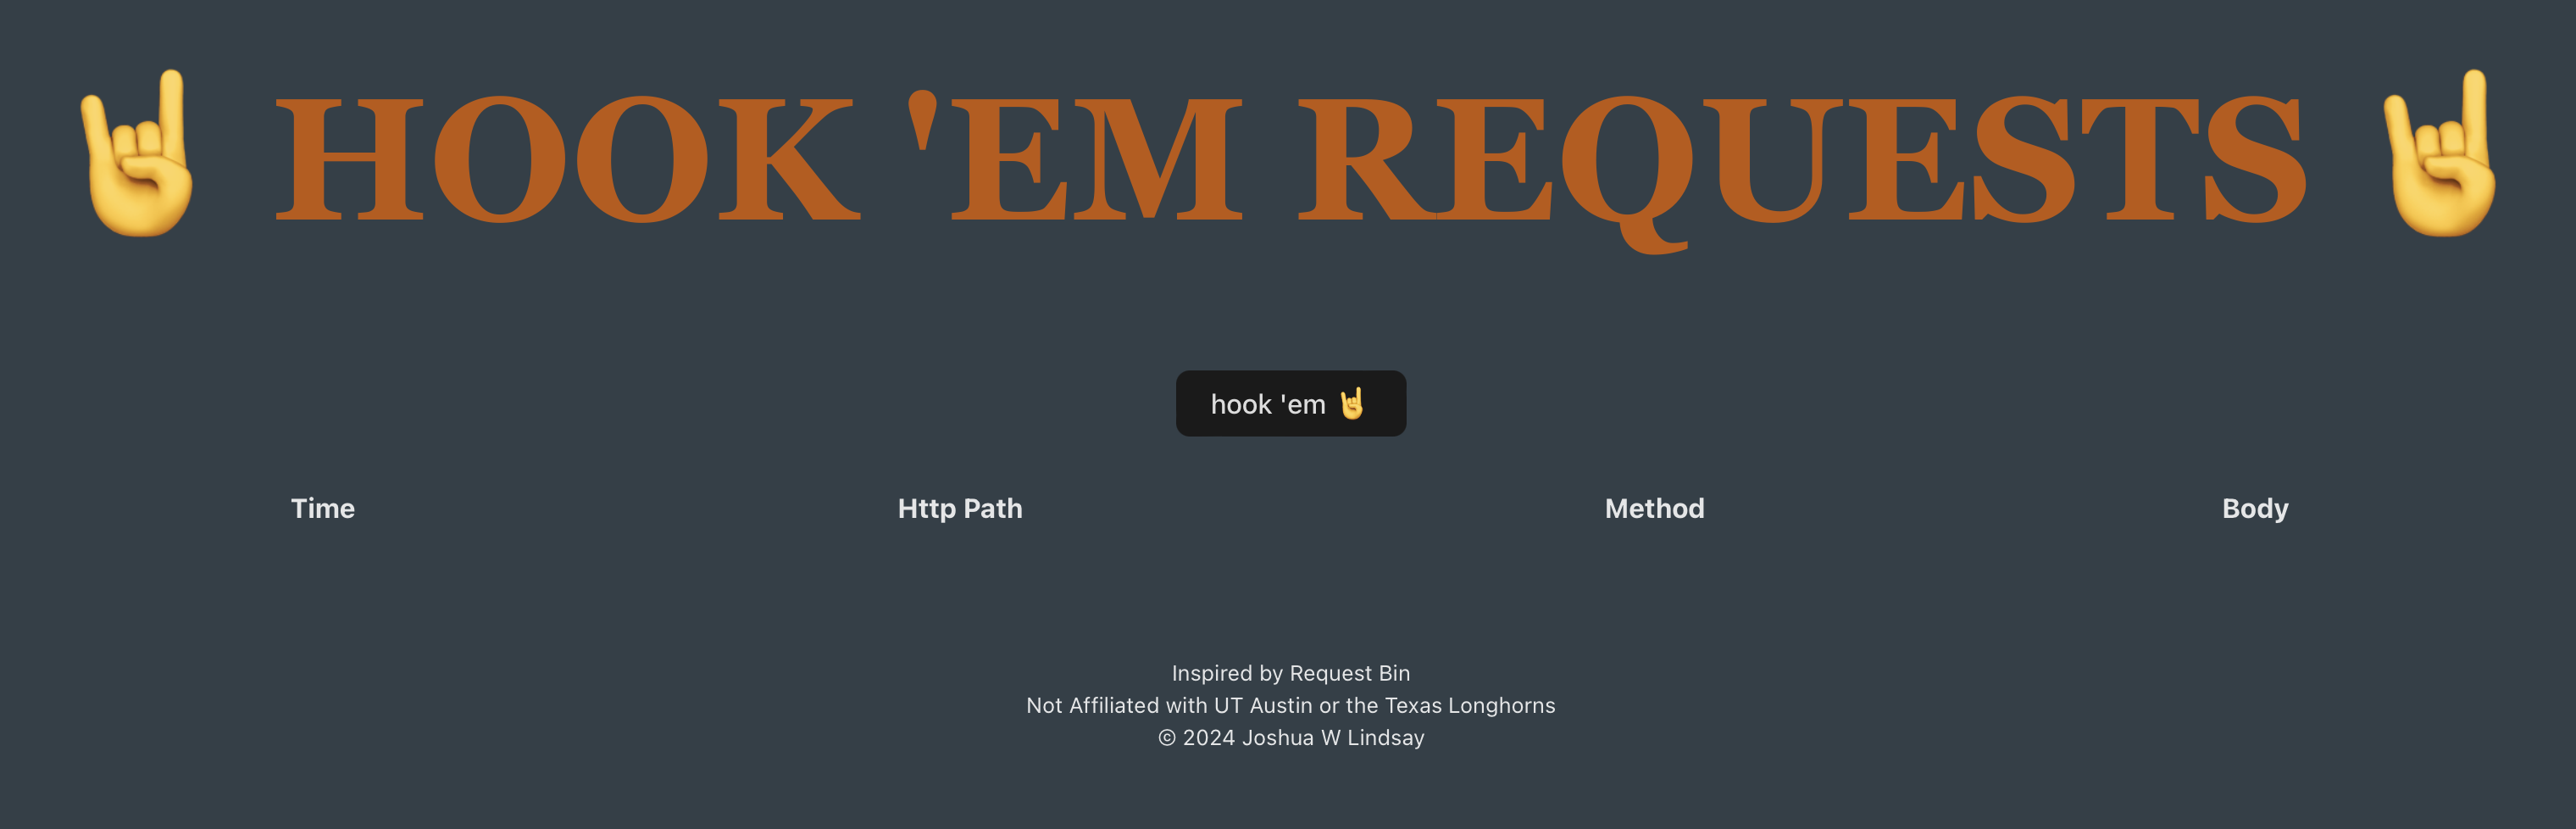 🤘 HOOK 'EM REQUESTS 🤘
hook 'em 🤘
Time Http Path Method Body
Inspired by Request Bin
Not Affiliated with UT Austin or the Texas Longhorns
© 2024 Joshua W Lindsay